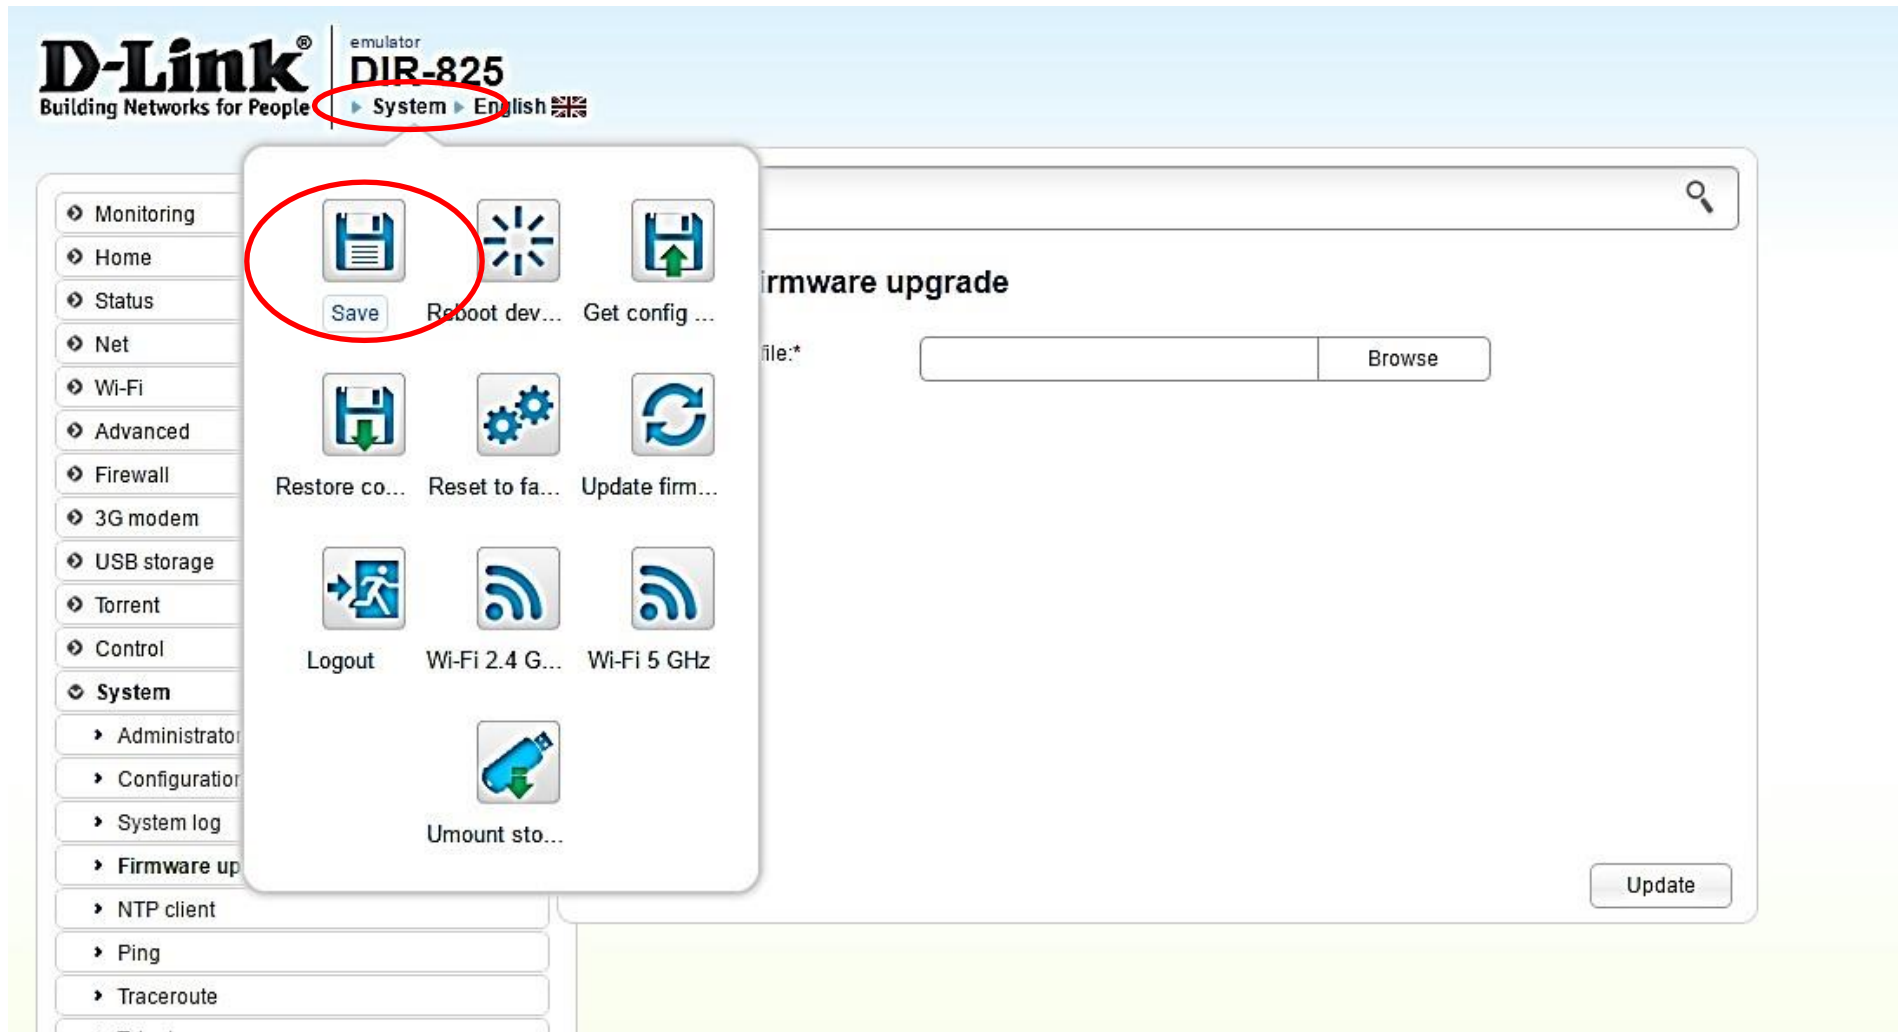 D-Link®
Building Networks for People
emulator
DIR-825
System English
Monitoring
Home
Status
Net
Wi-Fi
Advanced
Firewall
3G modem
USB storage
Torrent
Control
System
Administrator
Configuration
System log
Firmware up
NTP client
Ping
Traceroute
Save
Reboot dev...
Get config ...
Restore co...
Reset to fa...
Update firm...
Logout
Wi-Fi 2.4 G...
Wi-Fi 5 GHz
Umount sto...
irmware upgrade
file:*
Browse
Update